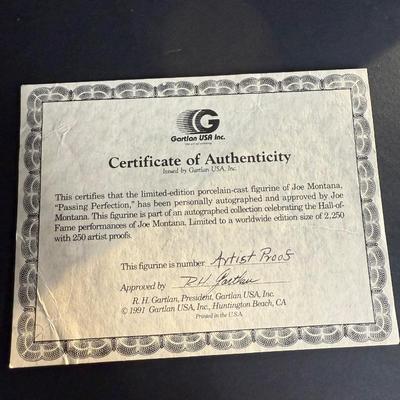 G
Gartlan USA Inc.
Certificate of Authenticity
Issued by Gartlan USA, Inc.
This certifies that the limited-edition porcelain-cast figurine of Joe Montana,
"Passing Perfection," has been personally autographed and approved by Joe
Montana. This figurine is part of an autographed collection celebrating the Hall-of-
Fame performances of Joe Montana. Limited to a worldwide edition size of 2,250
with 250 artist proofs.
This figurine is number Artist Proof
Approved by R.H. Gartlan
R. H. Gartlan, President, Gartlan USA, Inc.
© 1991 Gartlan USA, Inc., Huntington Beach, CA
Printed in the U.S.A.